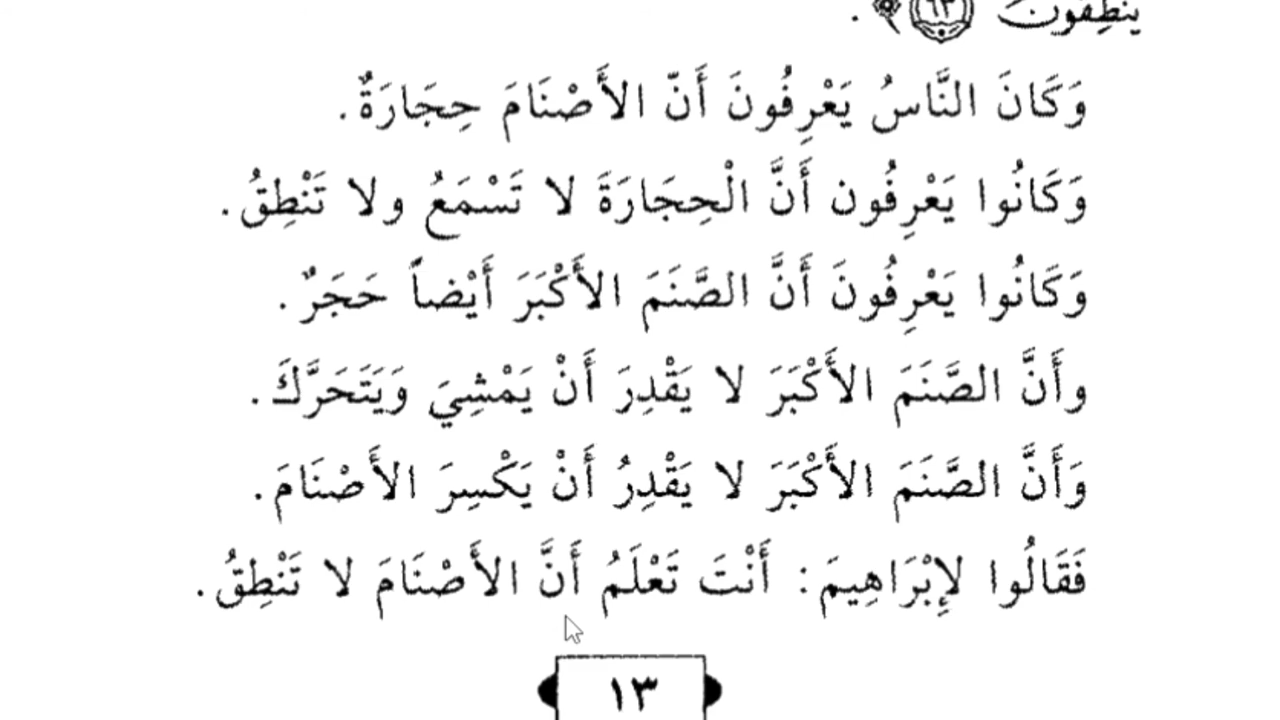 يَنْطِقُونَ ﴿٦٣﴾ .
وَكَانَ النَّاسُ يَعْرِفُونَ أَنّ الأَصْنَامَ حِجَارَةٌ.
وَكَانُوا يَعْرِفُون أَنَّ الْحِجَارَةَ لا تَسْمَعُ ولا تَنْطِقُ.
وَكَانُوا يَعْرِفُونَ أَنَّ الصَّنَمَ الأَكْبَرَ أَيْضاً حَجَرٌ.
وأَنَّ الصَّنَمَ الأَكْبَرَ لا يَقْدِرَ أَنْ يَمْشِيَ وَيَتَحَرَّكَ.
وَأَنَّ الصَّنَمَ الأَكْبَرَ لا يَقْدِرُ أَنْ يَكْسِرَ الأَصْنَامَ.
فَقَالُوا لِإِبْرَاهِيمَ: أَنْتَ تَعْلَمُ أَنَّ الأَصْنَامَ لا تَنْطِقُ.
١٣